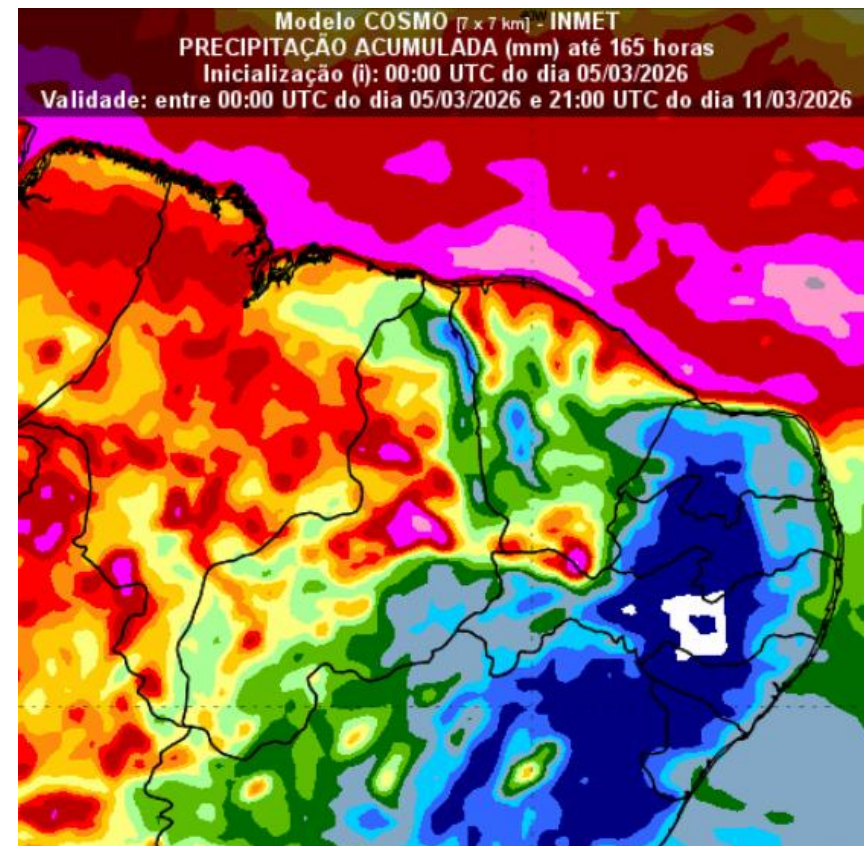 Modelo COSMO [7 x 7 km] - INMET
PRECIPITAÇÃO ACUMULADA (mm) até 165 horas
Inicialização (i): 00:00 UTC do dia 05/03/2026
Validade: entre 00:00 UTC do dia 05/03/2026 e 21:00 UTC do dia 11/03/2026